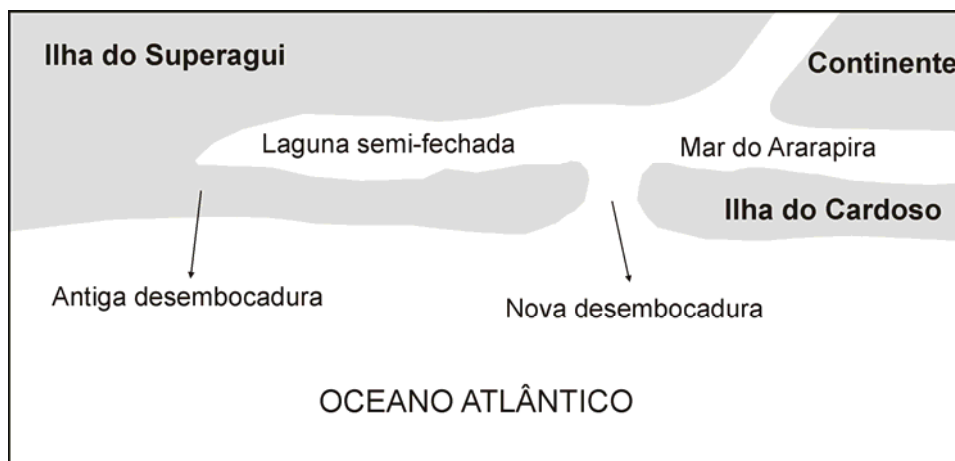 Ilha do Superagui
Continente
Laguna semi-fechada
Mar do Ararapira
Ilha do Cardoso
Antiga desembocadura
Nova desembocadura
OCEANO ATLÂNTICO